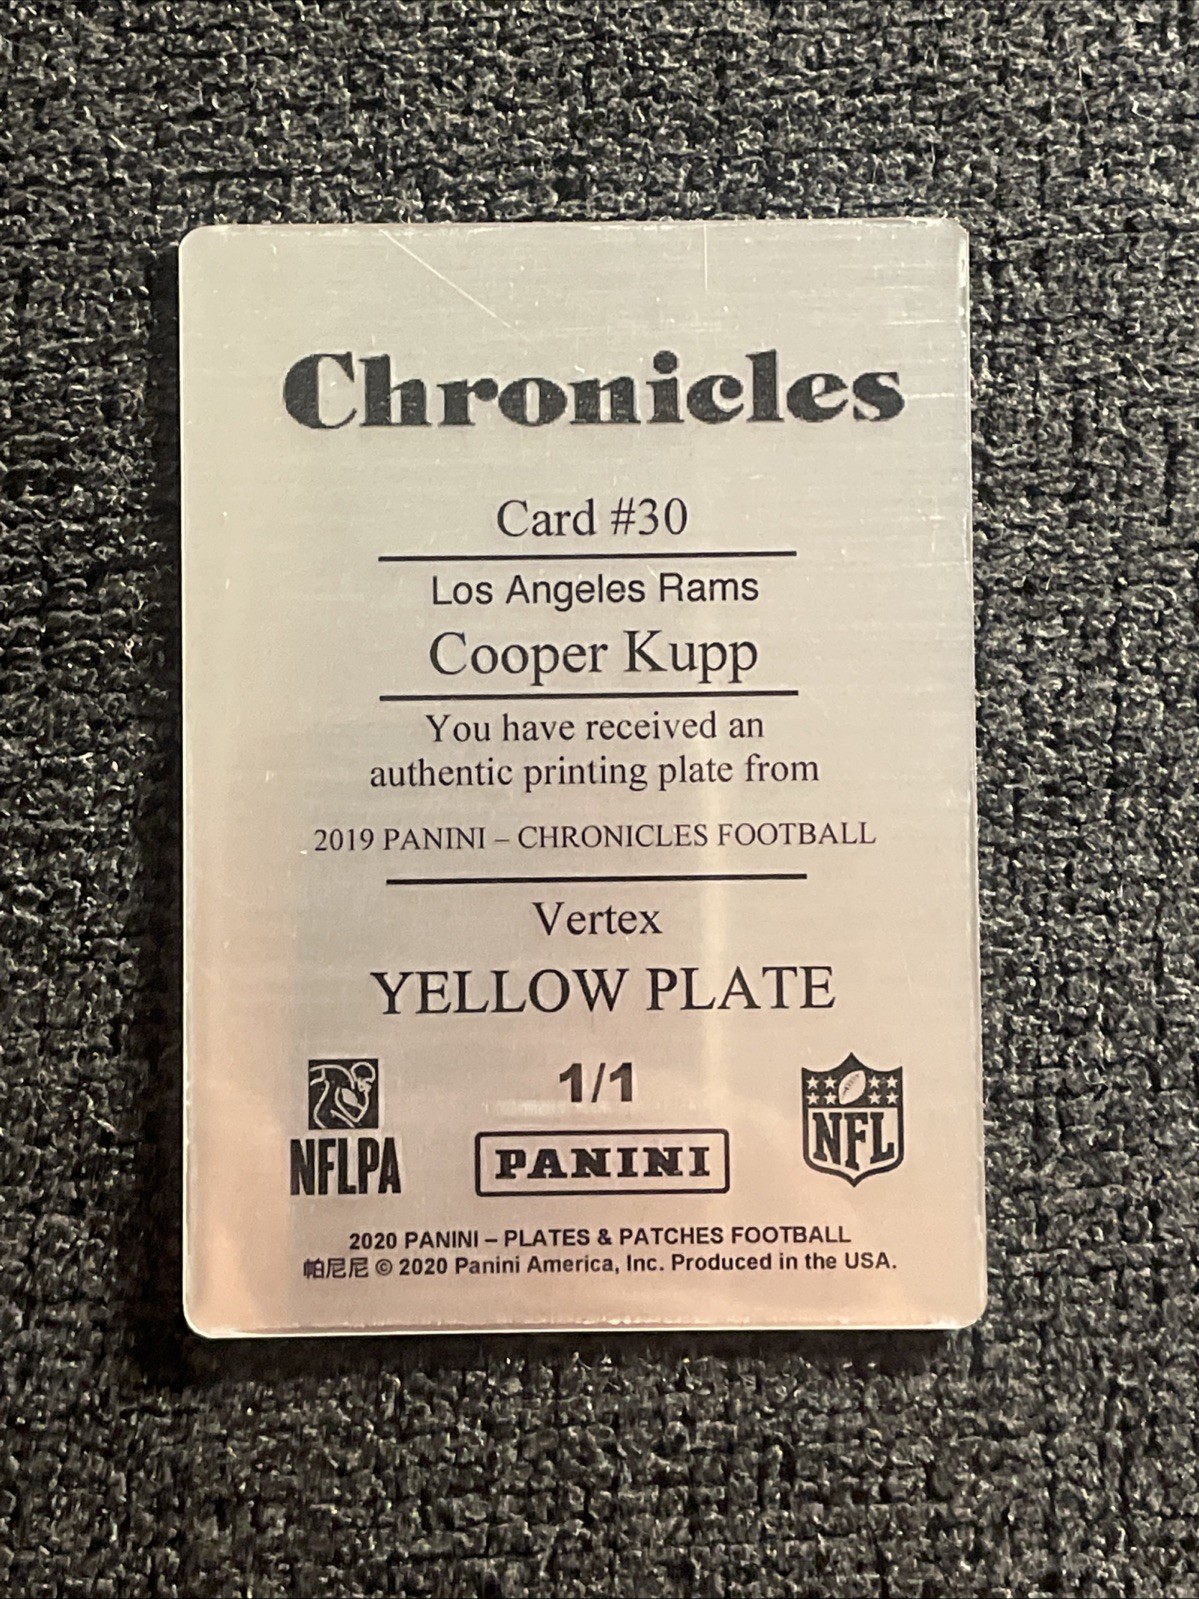 Chronicles
Card #30
Los Angeles Rams
Cooper Kupp
You have received an
authentic printing plate from
2019 PANINI – CHRONICLES FOOTBALL
Vertex
YELLOW PLATE
1/1
NFLPA
PANINI
NFL
2020 PANINI – PLATES & PATCHES FOOTBALL
帕尼尼 © 2020 Panini America, Inc. Produced in the USA.